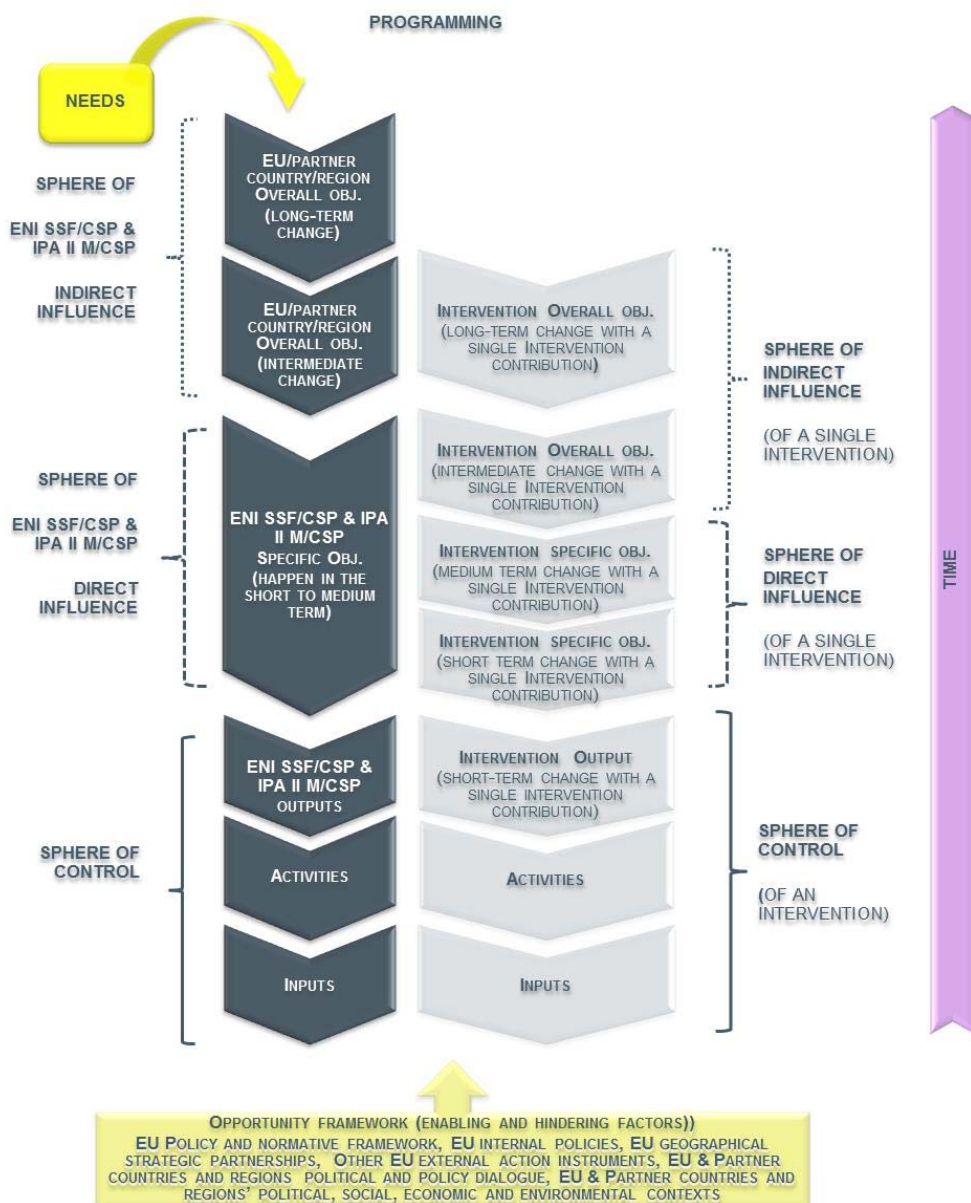 PROGRAMMING
NEEDS
SPHERE OF
ENI SSF/CSP &
IPA II M/CSP
INDIRECT
INFLUENCE
EU/PARTNER
COUNTRY/REGION
OVERALL OBJ.
(LONG-TERM
CHANGE)
EU/PARTNER
COUNTRY/REGION
OVERALL OBJ.
(INTERMEDIATE
CHANGE)
INTERVENTION OVERALL OBJ.
(LONG-TERM CHANGE WITH A
SINGLE INTERVENTION
CONTRIBUTION)
SPHERE OF
INDIRECT
INFLUENCE
(OF A SINGLE
INTERVENTION)
SPHERE OF
ENI SSF/CSP &
IPA II M/CSP
DIRECT
INFLUENCE
ENI SSF/CSP & IPA
II M/CSP
SPECIFIC OBJ.
(HAPPEN IN THE
SHORT TO MEDIUM
TERM)
INTERVENTION OVERALL OBJ.
(INTERMEDIATE CHANGE WITH A
SINGLE INTERVENTION
CONTRIBUTION)
INTERVENTION SPECIFIC OBJ.
(MEDIUM TERM CHANGE WITH A
SINGLE INTERVENTION
CONTRIBUTION)
INTERVENTION SPECIFIC OBJ.
(SHORT TERM CHANGE WITH A
SINGLE INTERVENTION
CONTRIBUTION)
SPHERE OF
DIRECT
INFLUENCE
(OF A SINGLE
INTERVENTION)
TIME
SPHERE OF
CONTROL
ENI SSF/CSP &
IPA II M/CSP
OUTPUTS
ACTIVITIES
INPUTS
INTERVENTION OUTPUT
(SHORT-TERM CHANGE WITH A
SINGLE INTERVENTION
CONTRIBUTION)
ACTIVITIES
INPUTS
SPHERE OF
CONTROL
(OF AN
INTERVENTION)
OPPORTUNITY FRAMEWORK (ENABLING AND HINDERING FACTORS))
EU POLICY AND NORMATIVE FRAMEWORK, EU INTERNAL POLICIES, EU GEOGRAPHICAL
STRATEGIC PARTNERSHIPS, OTHER EU EXTERNAL ACTION INSTRUMENTS, EU & PARTNER
COUNTRIES AND REGIONS POLITICAL AND POLICY DIALOGUE, EU & PARTNER COUNTRIES AND
REGIONS' POLITICAL, SOCIAL, ECONOMIC AND ENVIRONMENTAL CONTEXTS